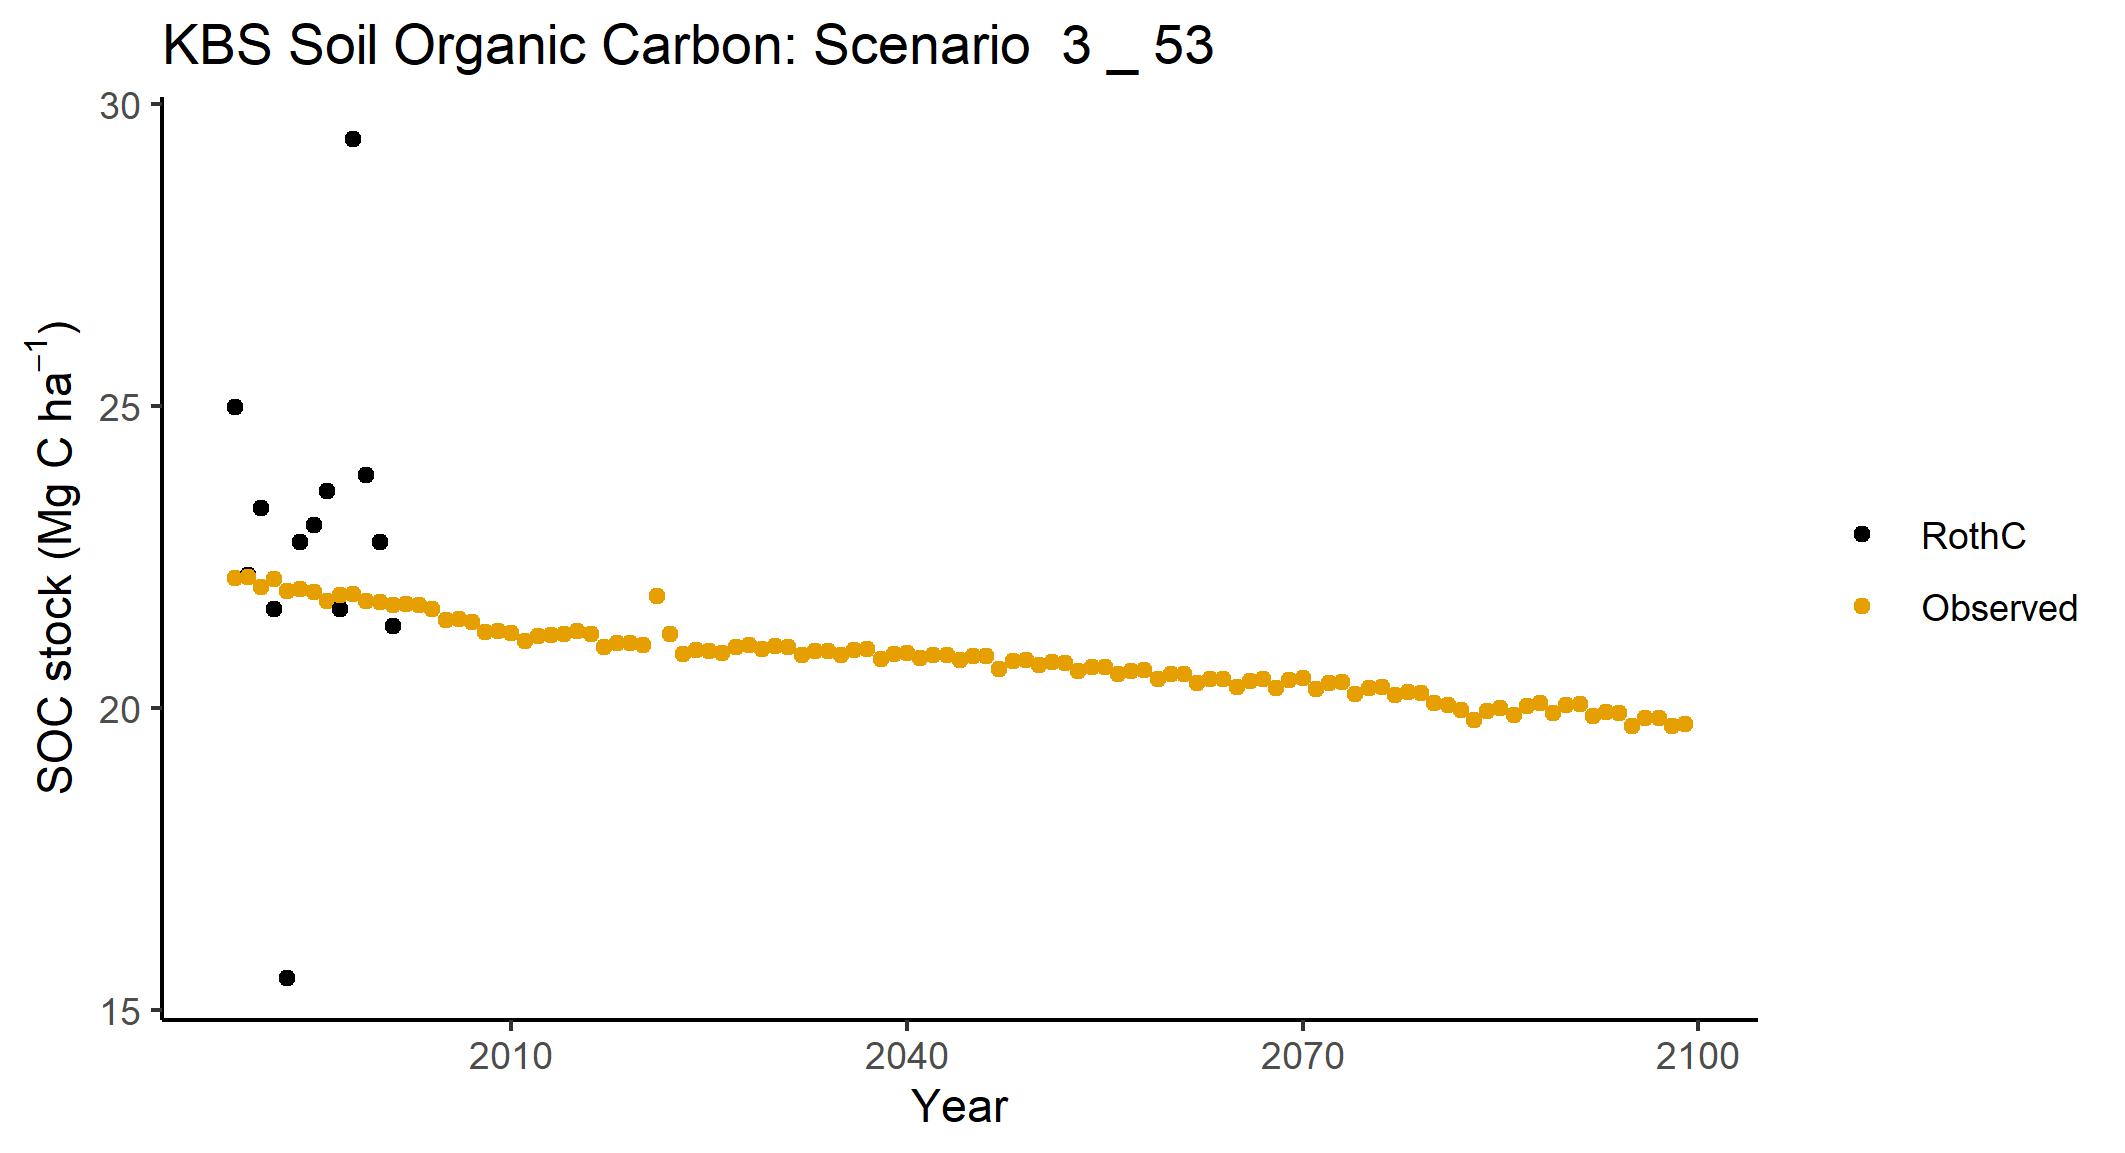 KBS Soil Organic Carbon: Scenario  3 _ 53
30
25
20
15
SOC stock (Mg C ha⁻¹)
2010
2040
2070
2100
Year
RothC
Observed